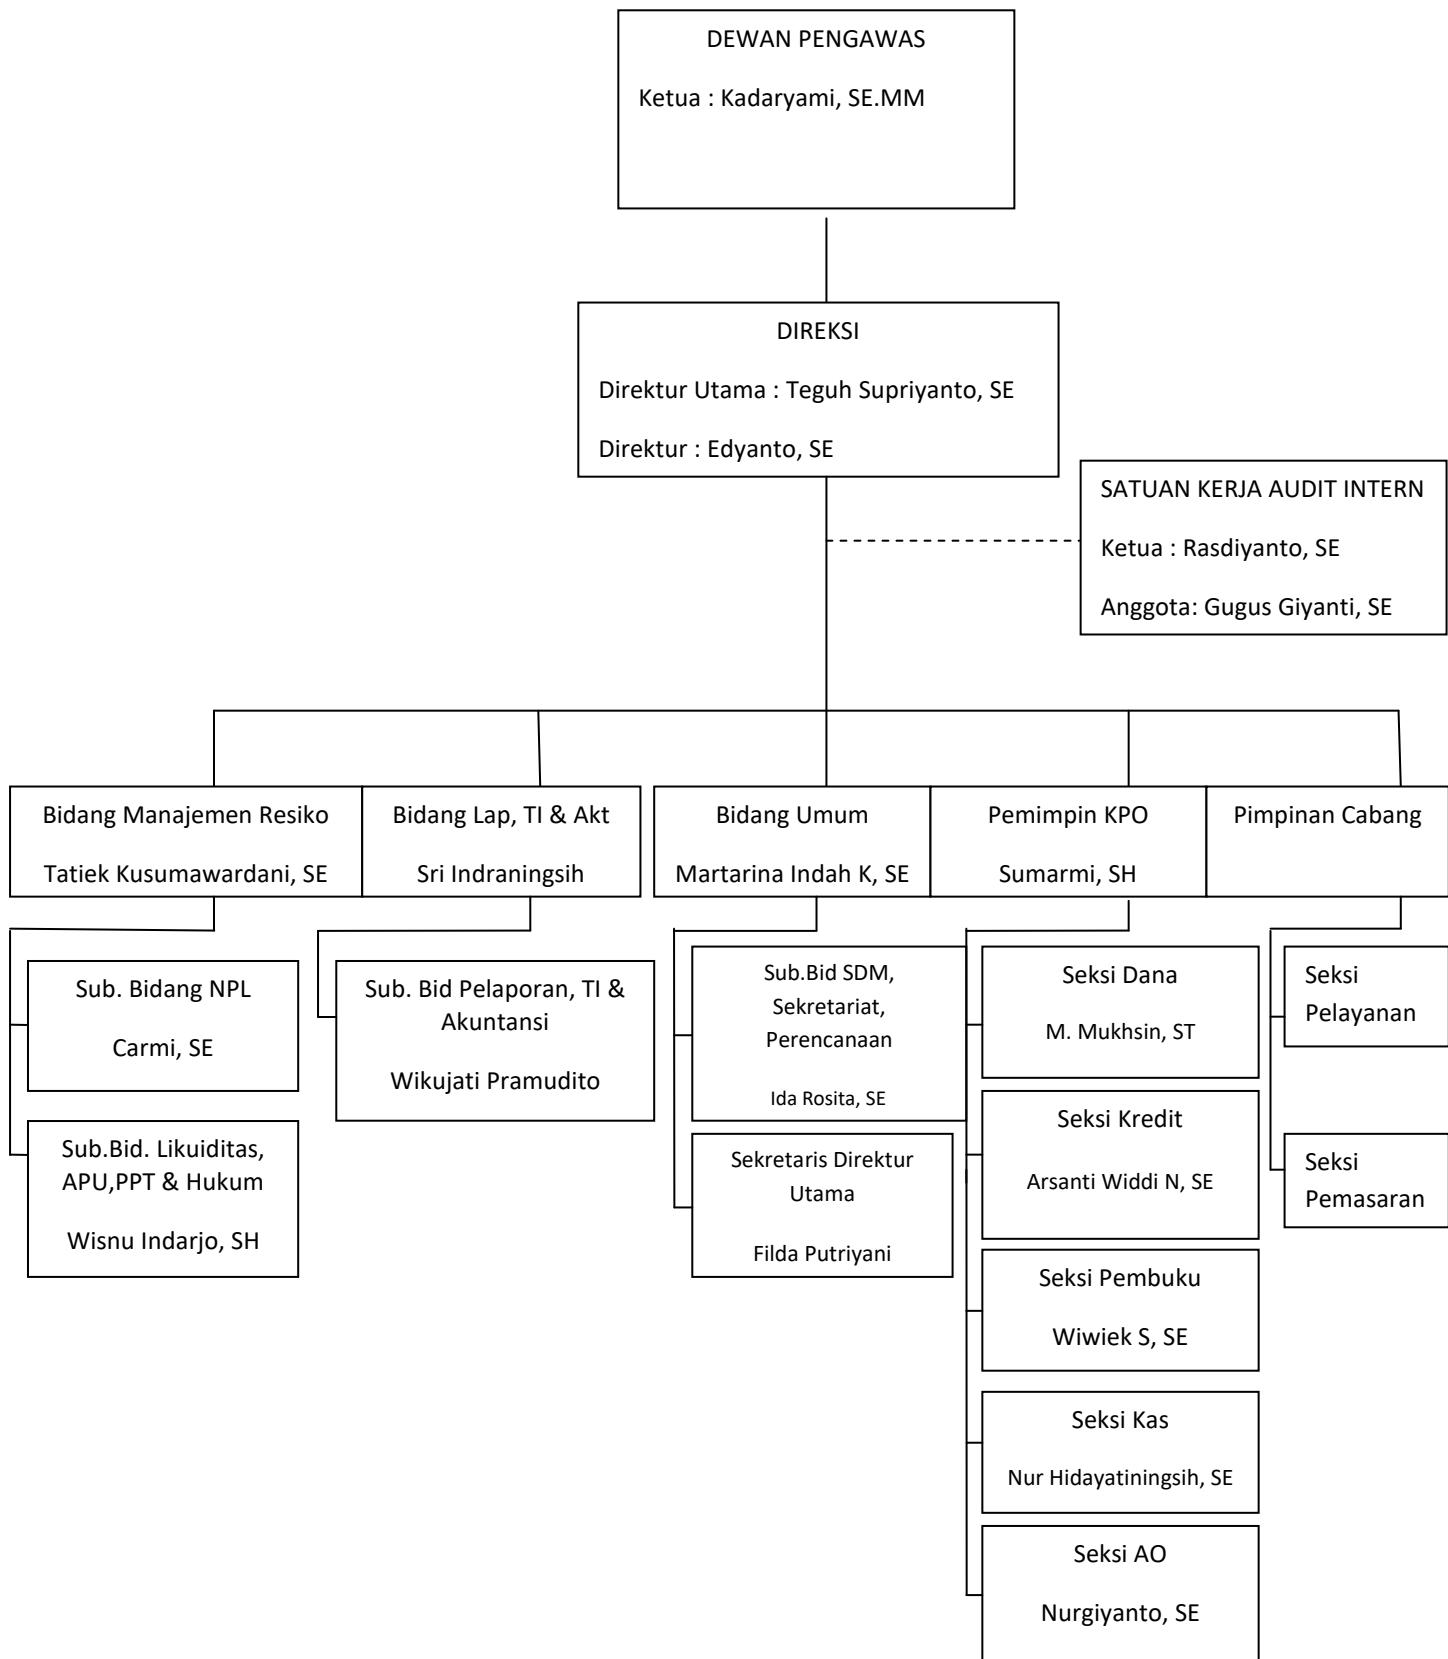 DEWAN PENGAWAS
Ketua : Kadaryami, SE.MM
DIREKSI
Direktur Utama : Teguh Supriyanto, SE
Direktur : Edyanto, SE
SATUAN KERJA AUDIT INTERN
Ketua : Rasdiyanto, SE
Anggota: Gugus Giyanti, SE
Bidang Manajemen Resiko
Tatiek Kusumawardani, SE
Bidang Lap, TI & Akt
Sri Indraningsih
Bidang Umum
Martarina Indah K, SE
Pemimpin KPO
Sumarmi, SH
Pimpinan Cabang
Sub. Bidang NPL
Carmi, SE
Sub.Bid. Likuiditas,
APU,PPT & Hukum
Wisnu Indarjo, SH
Sub. Bid Pelaporan, TI &
Akuntansi
Wikujati Pramudito
Sub.Bid SDM,
Sekretariat,
Perencanaan
Ida Rosita, SE
Sekretaris Direktur
Utama
Filda Putriyani
Seksi Dana
M. Mukhsin, ST
Seksi Kredit
Arsanti Widdi N, SE
Seksi Pembuku
Wiwiek S, SE
Seksi Kas
Nur Hidayatiningsih, SE
Seksi AO
Nurgiyanto, SE
Seksi
Pelayanan
Seksi
Pemasaran